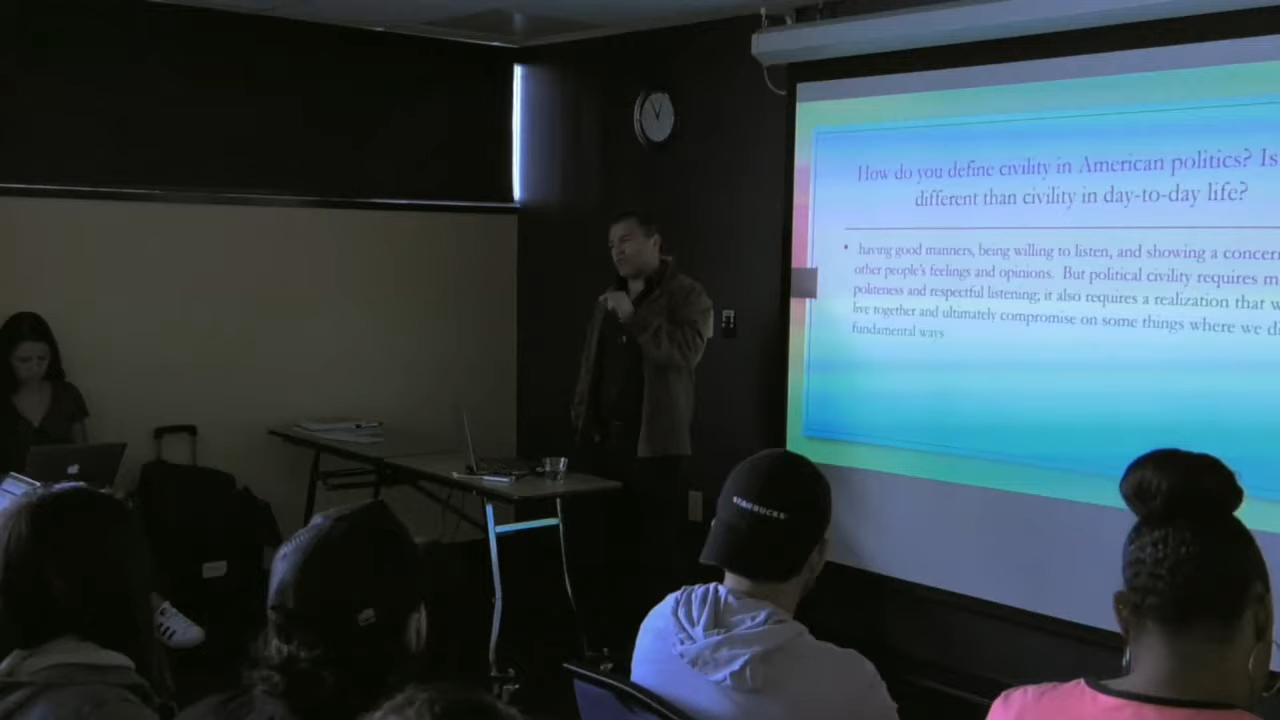 How do you define civility in American politics? Is
different than civility in day-to-day life?
having good manners, being willing to listen, and showing a concern
other people's feelings and opinions. But political civility requires m
politeness and respectful listening; it also requires a realization that w
live together and ultimately compromise on some things where we di
fundamental ways
STARBUCKS